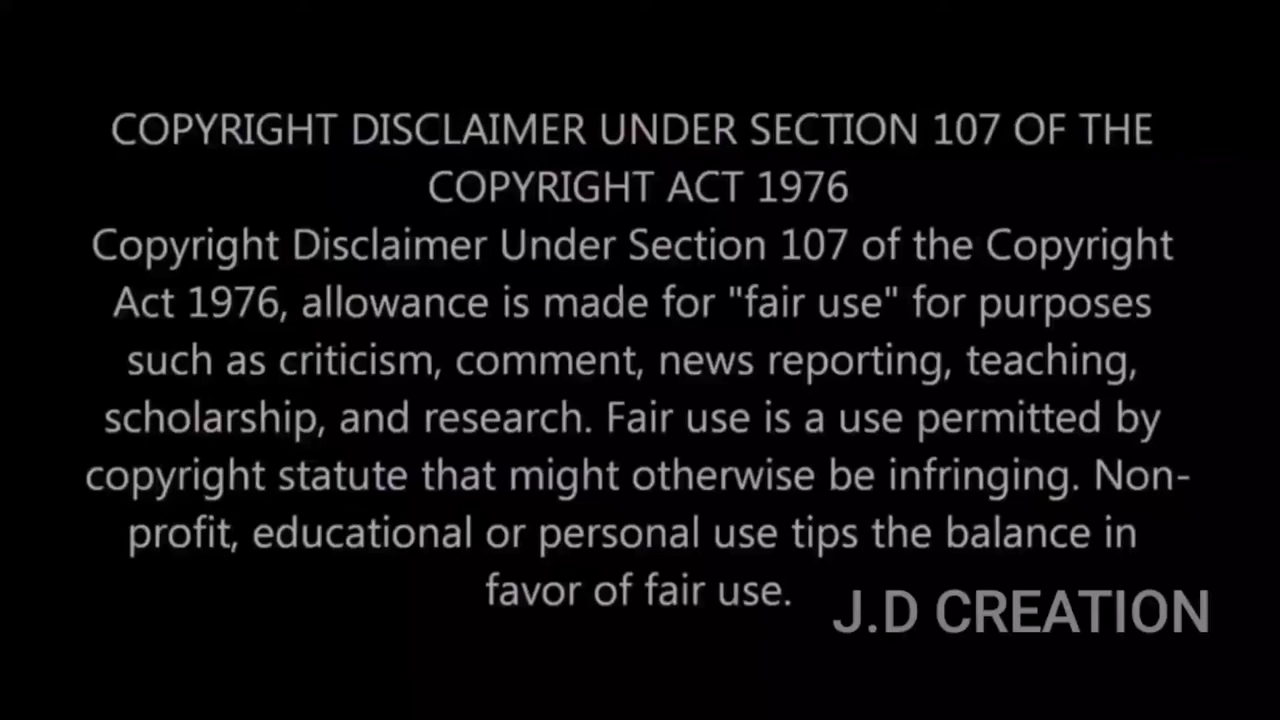 COPYRIGHT DISCLAIMER UNDER SECTION 107 OF THE
COPYRIGHT ACT 1976
Copyright Disclaimer Under Section 107 of the Copyright
Act 1976, allowance is made for "fair use" for purposes
such as criticism, comment, news reporting, teaching,
scholarship, and research. Fair use is a use permitted by
copyright statute that might otherwise be infringing. Non-
profit, educational or personal use tips the balance in
favor of fair use.
J.D CREATION